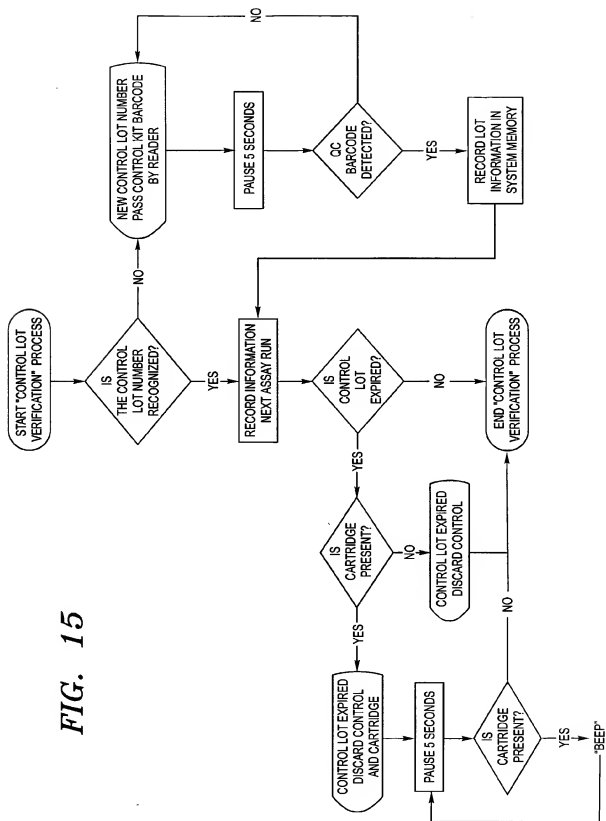 START "CONTROL LOT
VERIFICATION" PROCESS
IS
THE CONTROL
LOT NUMBER
RECOGNIZED?
NO
NEW CONTROL LOT NUMBER
PASS CONTROL KIT BARCODE
BY READER
PAUSE 5 SECONDS
QC
BARCODE
DETECTED?
NO
YES
RECORD LOT
INFORMATION IN
SYSTEM MEMORY
YES
RECORD INFORMATION
NEXT ASSAY RUN
IS
CONTROL
LOT
EXPIRED?
NO
END "CONTROL LOT
VERIFICATION" PROCESS
YES
IS
CARTRIDGE
PRESENT?
NO
CONTROL LOT EXPIRED
DISCARD CONTROL
YES
CONTROL LOT EXPIRED
DISCARD CONTROL
AND CARTRIDGE
PAUSE 5 SECONDS
IS
CARTRIDGE
PRESENT?
NO
YES
"BEEP"
FIG. 15